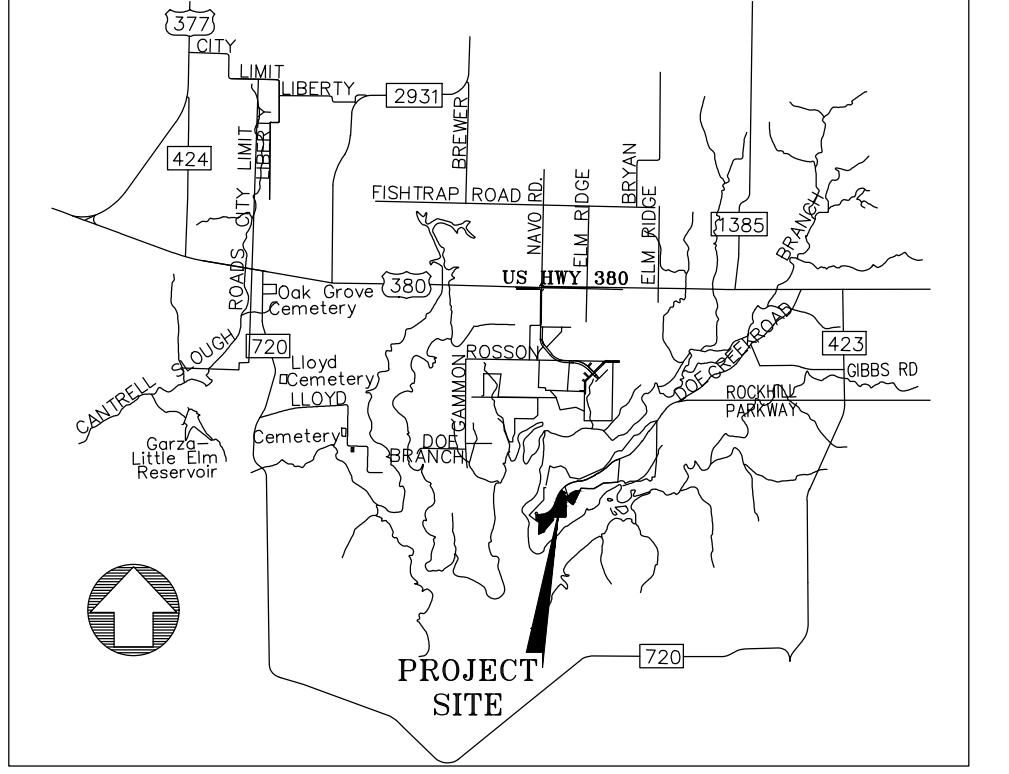 377
CITY
LIMIT
LIBERTY
2931
BREWER
CITY LIMIT
LIBERTY
424
BRYAN
FISHTRAP ROAD
NAVO RD.
ELM RIDGE
ELM RIDGE
1385
BRANCH
ROADS
US HWY 380
380
Oak Grove
Cemetery
DOE CREEK ROAD
720
423
SLOUGH
ROSSON
Lloyd
Cemetery
GIBBS RD
CANTRELL
LLOYD
GAMMON
ROCKHILL
PARKWAY
Cemetery
DOE
BRANCH
Garza-
Little Elm
Reservoir
720
PROJECT
SITE